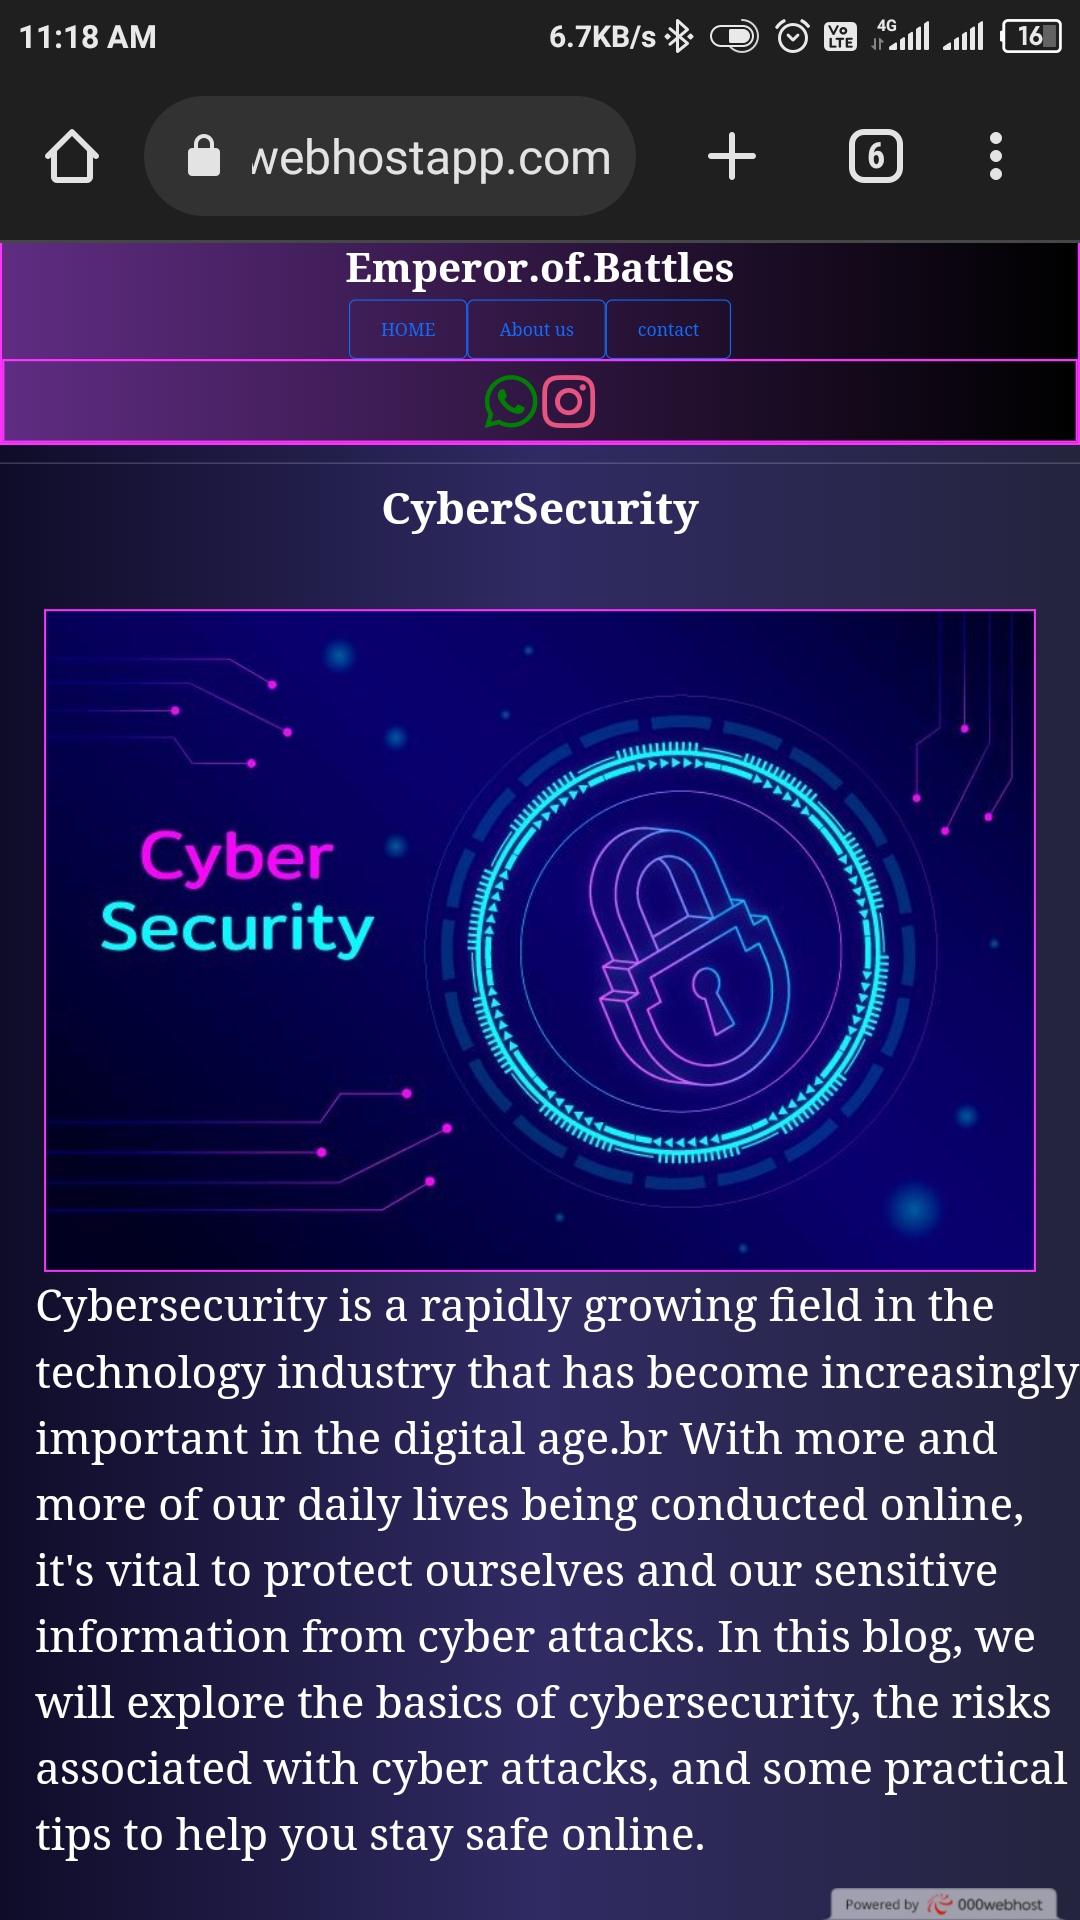 11:18 AM
6.7KB/s
Vo
LTE
4G
16
webhostapp.com
6
Emperor.of.Battles
HOME
About us
contact
CyberSecurity
Cyber
Security
Cybersecurity is a rapidly growing field in the
technology industry that has become increasingly
important in the digital age.br With more and
more of our daily lives being conducted online,
it's vital to protect ourselves and our sensitive
information from cyber attacks. In this blog, we
will explore the basics of cybersecurity, the risks
associated with cyber attacks, and some practical
tips to help you stay safe online.
Powered by 000webhost